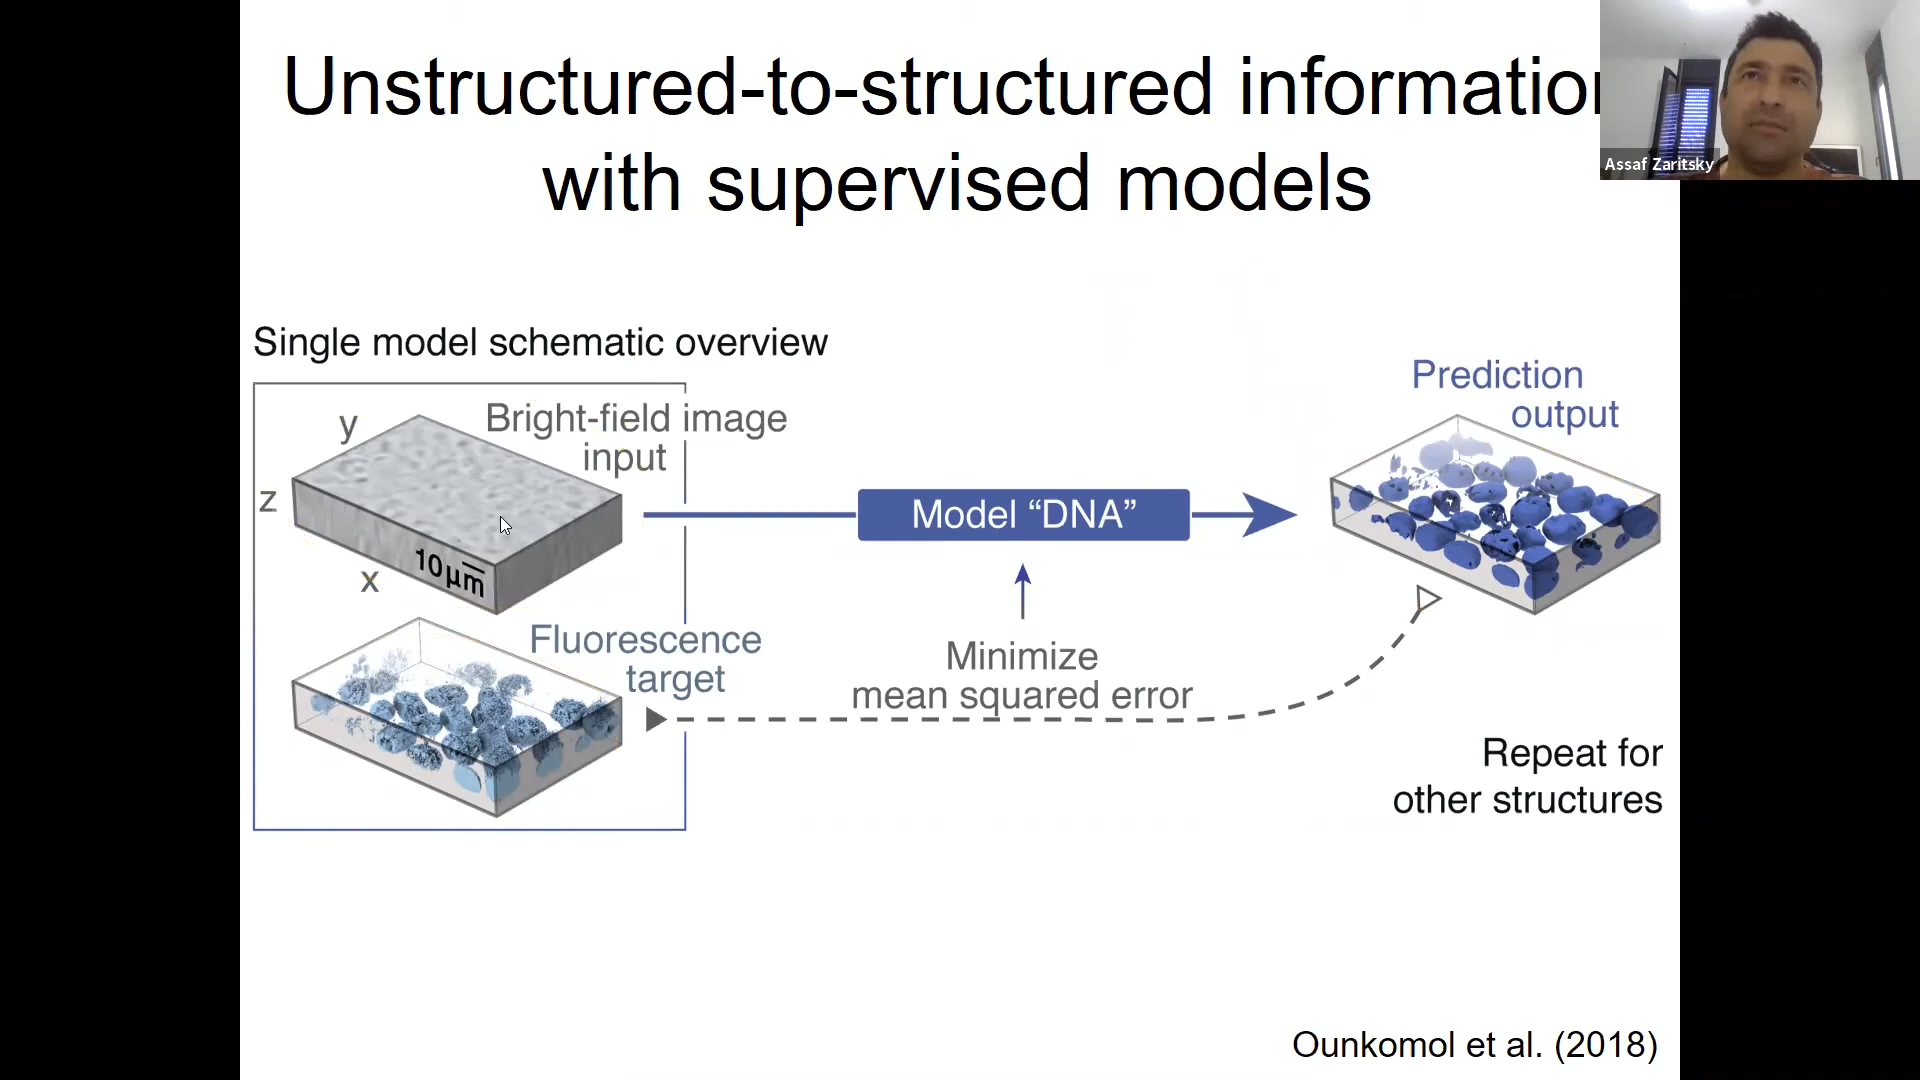 Unstructured-to-structured informatio
with supervised models
Assaf Zaritsky
Single model schematic overview
Bright-field image
input
y
z
x
10 µm
Fluorescence
target
Model “DNA”
Minimize
mean squared error
Prediction
output
Repeat for
other structures
Ounkomol et al. (2018)